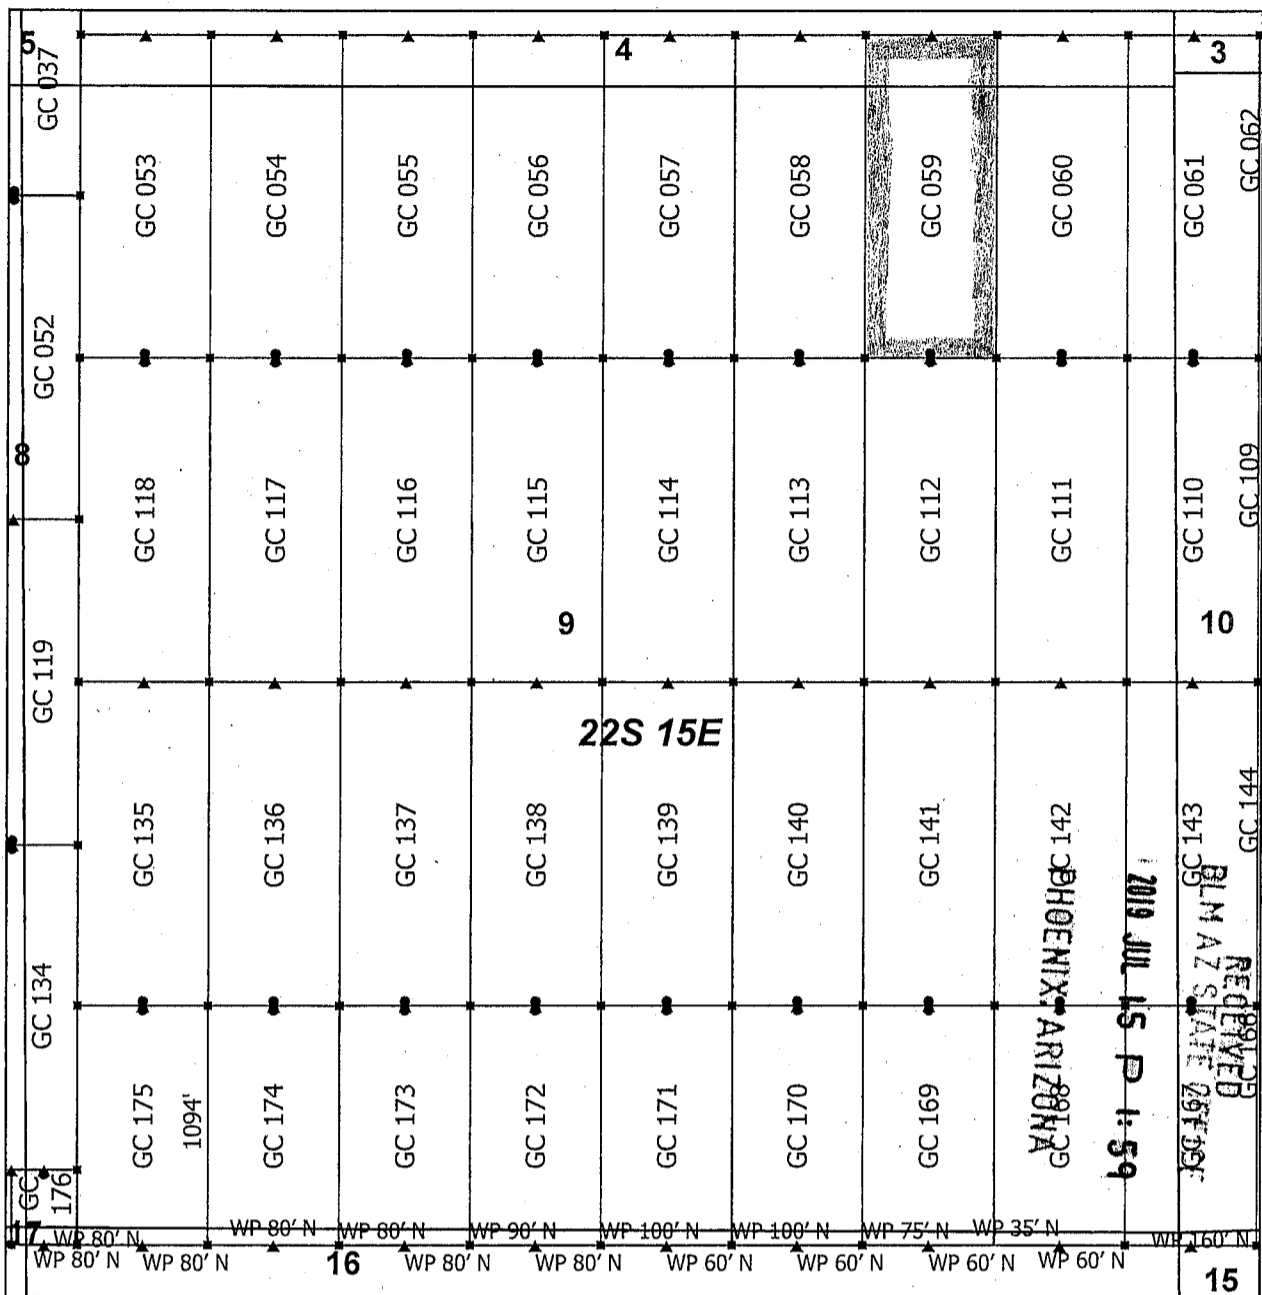 5
4
3
GC 037
GC 053
GC 054
GC 055
GC 056
GC 057
GC 058
GC 059
GC 060
GC 061
GC 062
GC 052
8
GC 118
GC 117
GC 116
GC 115
GC 114
GC 113
GC 112
GC 111
GC 110
GC 109
9
10
GC 119
22S 15E
GC 135
GC 136
GC 137
GC 138
GC 139
GC 140
GC 141
GC 142
GC 143
GC 144
GC 134
GC 175
1094'
GC 174
GC 173
GC 172
GC 171
GC 170
GC 169
GC 168
GC 167
GC 166
RECEIVED
BLM AZ STATE OFFICE
2019 JUL 15 P 1:59
PHOENIX, ARIZONA
GC
176
17
WP 80' N
WP 80' N
WP 80' N
WP 90' N
WP 100' N
WP 100' N
WP 75' N
WP 35' N
WP 160' N
WP 80' N
WP 80' N
16
WP 80' N
WP 80' N
WP 60' N
WP 60' N
WP 60' N
WP 60' N
15